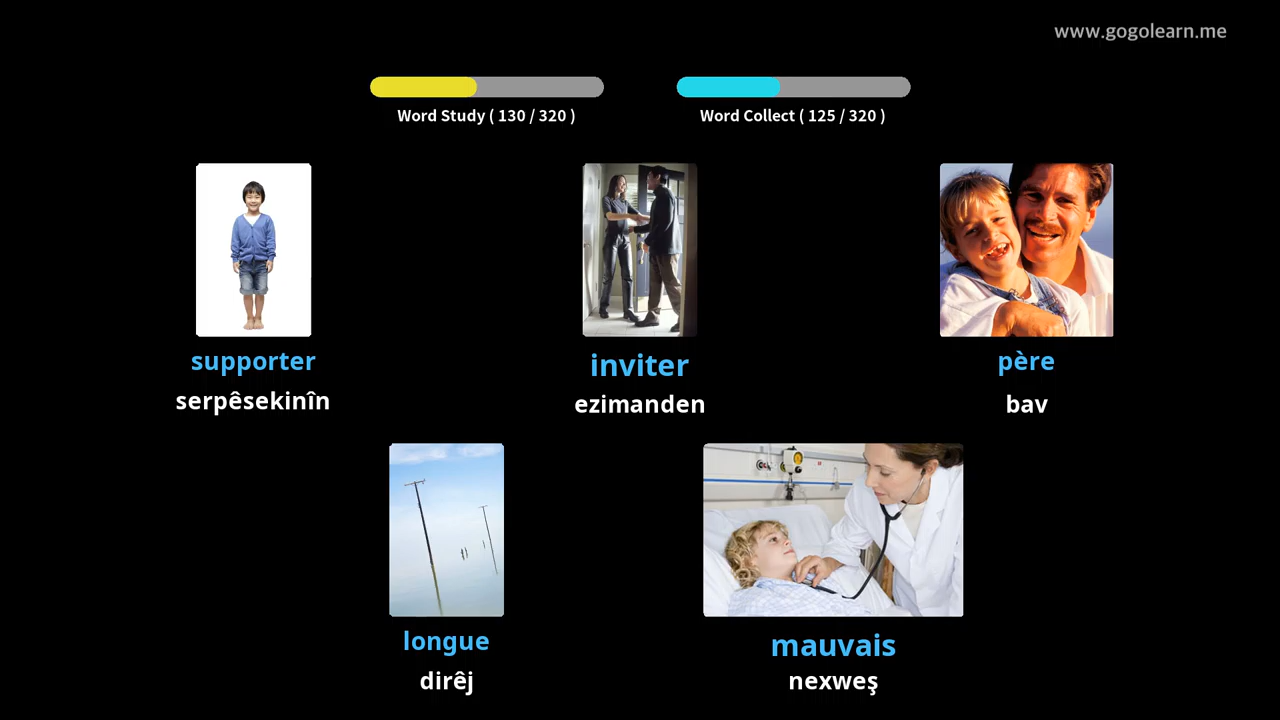 www.gogolearn.me
Word Study ( 130 / 320 )
Word Collect ( 125 / 320 )
supporter
serpêsekinîn
inviter
ezimanden
père
bav
longue
dirêj
mauvais
nexweş